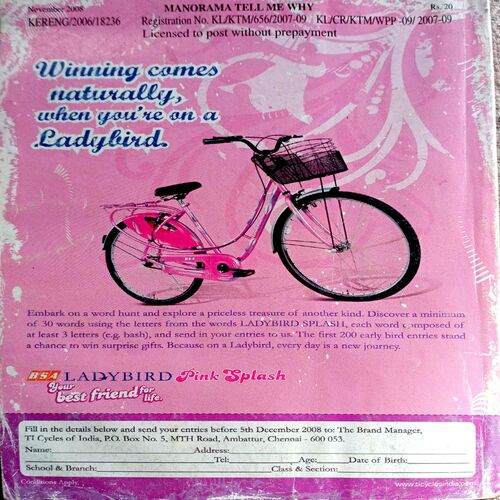 November 2008 MANORAMA TELL ME WHY Rs. 20
KERENG/2006/18236 Registration No. KL/KTM/656/2007-09 KL/CR/KTM/WPP -09/ 2007-09
Licensed to post without prepayment
Winning comes
naturally,
when you're on a
Ladybird.
BSA
Embark on a word hunt and explore a priceless treasure of another kind. Discover a minimum
of 30 words using the letters from the words LADYBIRD SPLASH, each word composed of
at least 3 letters (e.g. hash), and send in your entries to us. The first 200 early bird entries stand
a chance to win surprise gifts. Because on a Ladybird, every day is a new journey.
BSA LADYBIRD Pink Splash
Your best friend for life.
Fill in the details below and send your entries before 5th December 2008 to: The Brand Manager,
TI Cycles of India, P.O. Box No. 5, MTH Road, Ambattur, Chennai - 600 053.
Name: Address:
Tel: Age: Date of Birth:
School & Branch: Class & Section:
Conditions Apply. www.ticyclesindia.com